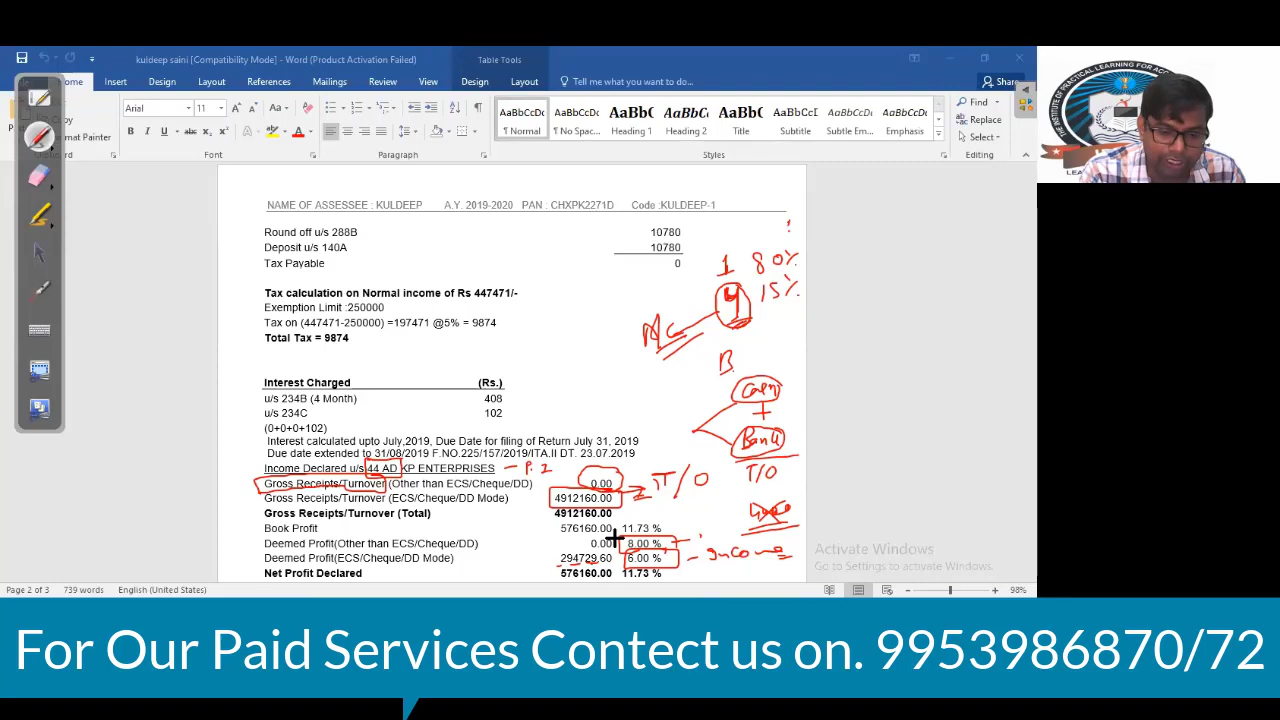 kuldeep saini [Compatibility Mode] - Word (Product Activation Failed)
Table Tools
Insert
Design
Layout
References
Mailings
Review
View
Design
Layout
Tell me what you want to do...
Share
Copy
Format Painter
Clipboard
Arial
11
Font
Paragraph
AaBbCcDc
¶ Normal
AaBbCcDc
¶ No Spac...
AaBb(
Heading 1
AaBbC(
Heading 2
AaBb(
Title
AaBbCcD
Subtitle
AaBbCcDc
Subtle Em...
AaBbCcDc
Emphasis
Styles
Find
Replace
Select
Editing
NAME OF ASSESSEE : KULDEEP A.Y. 2019-2020 PAN : CHXPK2271D Code :KULDEEP-1
Round off u/s 288B 10780
Deposit u/s 140A 10780
Tax Payable 0
1 80%
4 15%
A/c
Tax calculation on Normal income of Rs 447471/-
Exemption Limit :250000
Tax on (447471-250000) =197471 @5% = 9874
Total Tax = 9874
B
Cash
+
Bank
T/O
Interest Charged (Rs.)
u/s 234B (4 Month) 408
u/s 234C 102
(0+0+0+102)
Interest calculated upto July,2019, Due Date for filing of Return July 31, 2019
Due date extended to 31/08/2019 F.NO.225/157/2019/ITA.II DT. 23.07.2019
Income Declared u/s 44 AD KP ENTERPRISES
Gross Receipts/Turnover (Other than ECS/Cheque/DD) 0.00
Gross Receipts/Turnover (ECS/Cheque/DD Mode) 4912160.00
Gross Receipts/Turnover (Total) 4912160.00
Book Profit 576160.00 11.73 %
Deemed Profit(Other than ECS/Cheque/DD) 0.00 8.00 %
Deemed Profit(ECS/Cheque/DD Mode) 294729.60 6.00 %
Income
Net Profit Declared 576160.00 11.73 %
Activate Windows
Go to Settings to activate Windows.
Page 2 of 3
739 words
English (United States)
98%
For Our Paid Services Contect us on. 9953986870/72